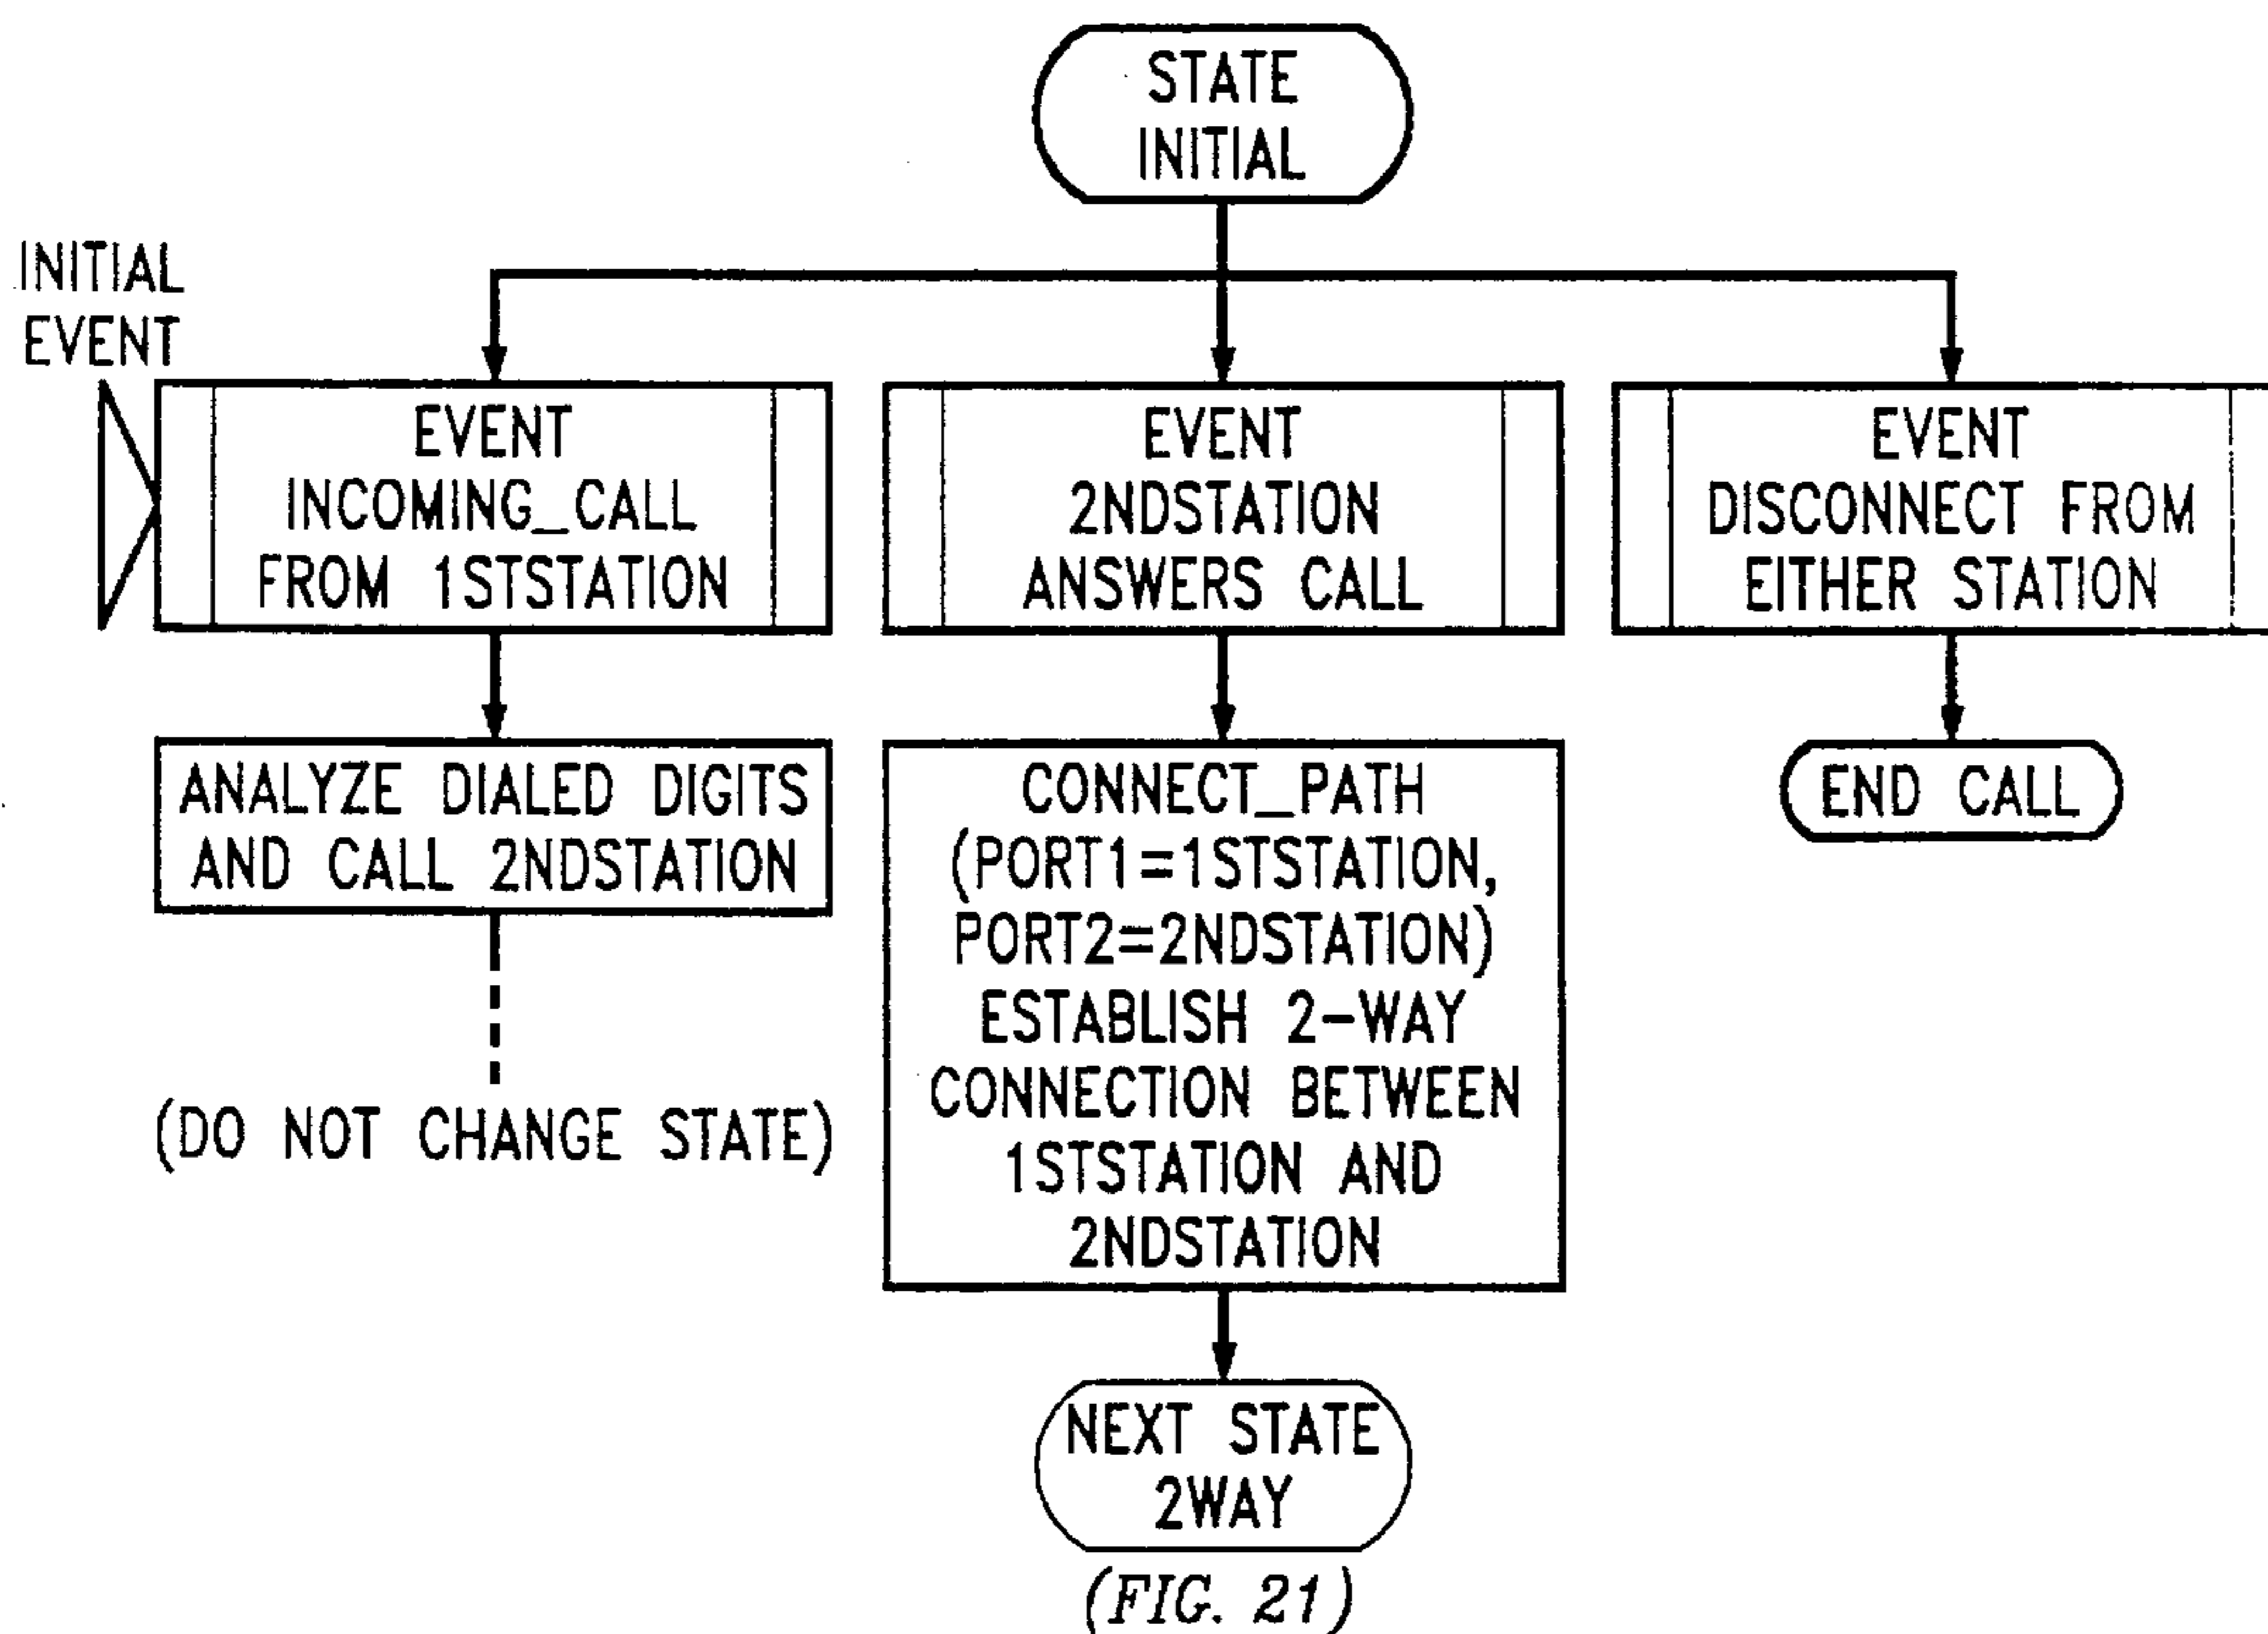 STATE
INITIAL
INITIAL
EVENT
EVENT
INCOMING_CALL
FROM 1STSTATION
EVENT
2NDSTATION
ANSWERS CALL
EVENT
DISCONNECT FROM
EITHER STATION
ANALYZE DIALED DIGITS
AND CALL 2NDSTATION
(DO NOT CHANGE STATE)
CONNECT_PATH
(PORT1=1STSTATION,
PORT2=2NDSTATION)
ESTABLISH 2-WAY
CONNECTION BETWEEN
1STSTATION AND
2NDSTATION
END CALL
NEXT STATE
2WAY
(FIG. 21)